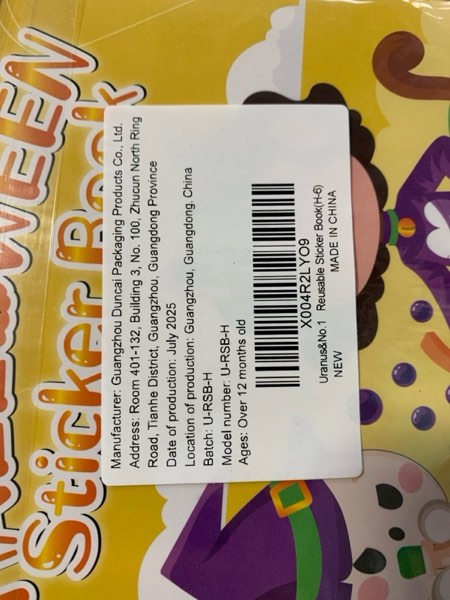 HALLOWEEN
Sticker Book
Manufacturer: Guangzhou Duncai Packaging Products Co., Ltd.
Address: Room 401-132, Building 3, No. 100, Zhucun North Ring
Road, Tianhe District, Guangzhou, Guangdong Province
Date of production: July 2025
Location of production: Guangzhou, Guangdong, China
Batch: U-RSB-H
Model number: U-RSB-H
Ages: Over 12 months old
X004R2LYO9
Uranus&No.1 Reusable Sticker Book(H-6)
NEW
MADE IN CHINA